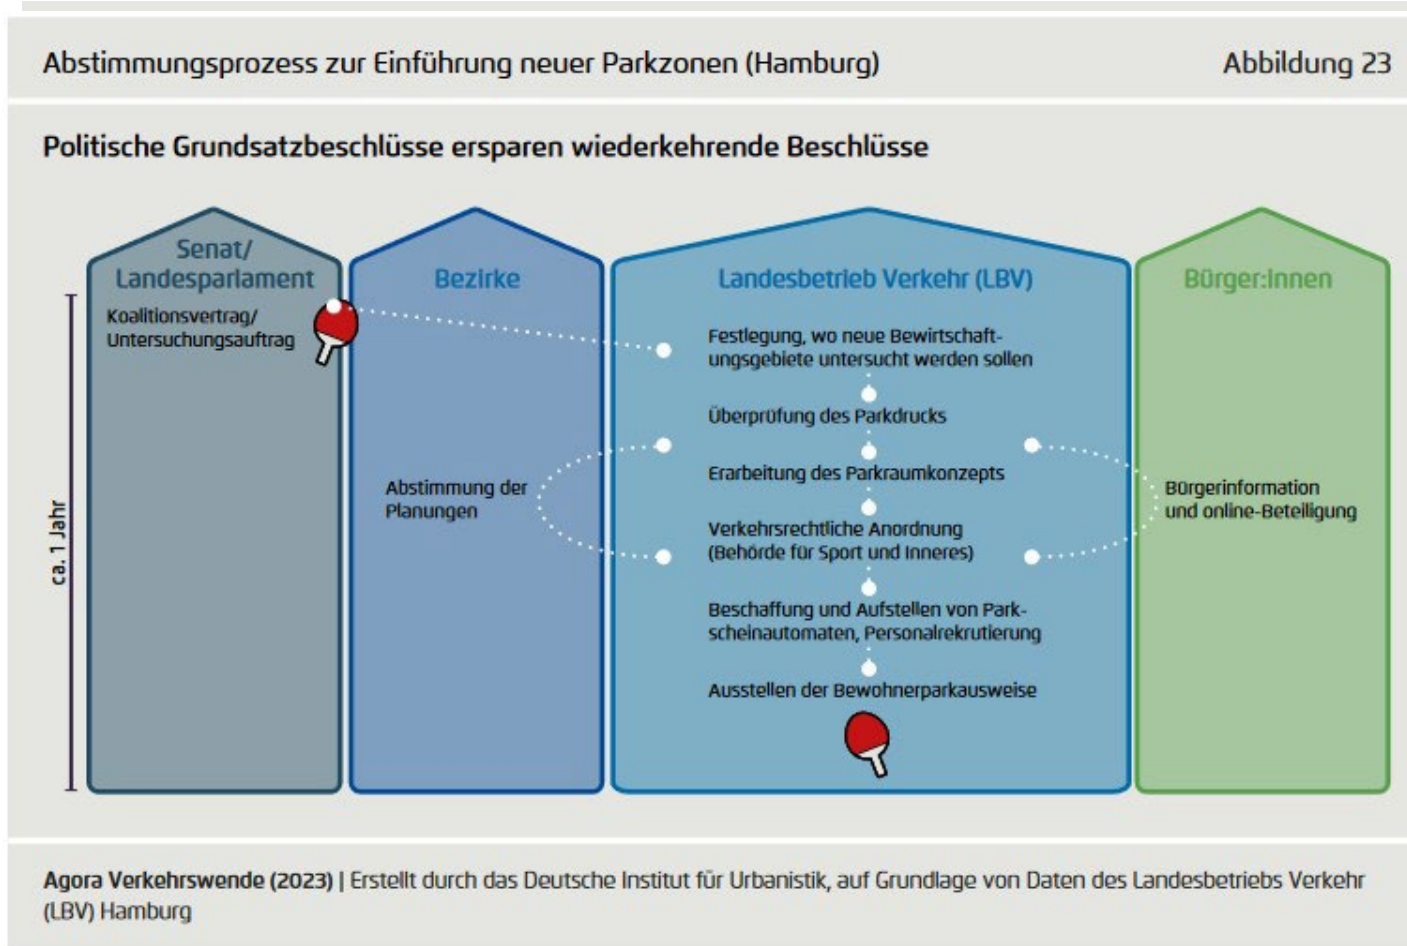 Abstimmungsprozess zur Einführung neuer Parkzonen (Hamburg)
Abbildung 23
Politische Grundsatzbeschlüsse ersparen wiederkehrende Beschlüsse
Senat/
Landesparlament
Koalitionsvertrag/
Untersuchungsauftrag
Bezirke
Abstimmung der
Planungen
Landesbetrieb Verkehr (LBV)
Festlegung, wo neue Bewirtschaft-
ungsgebiete untersucht werden sollen
Überprüfung des Parkdrucks
Erarbeitung des Parkraumkonzepts
Verkehrsrechtliche Anordnung
(Behörde für Sport und Inneres)
Beschaffung und Aufstellen von Park-
scheinautomaten, Personalrekrutierung
Ausstellen der Bewohnerparkausweise
Bürger:Innen
Bürgerinformation
und online-Beteiligung
ca. 1 Jahr
Agora Verkehrswende (2023) | Erstellt durch das Deutsche Institut für Urbanistik, auf Grundlage von Daten des Landesbetriebs Verkehr
(LBV) Hamburg